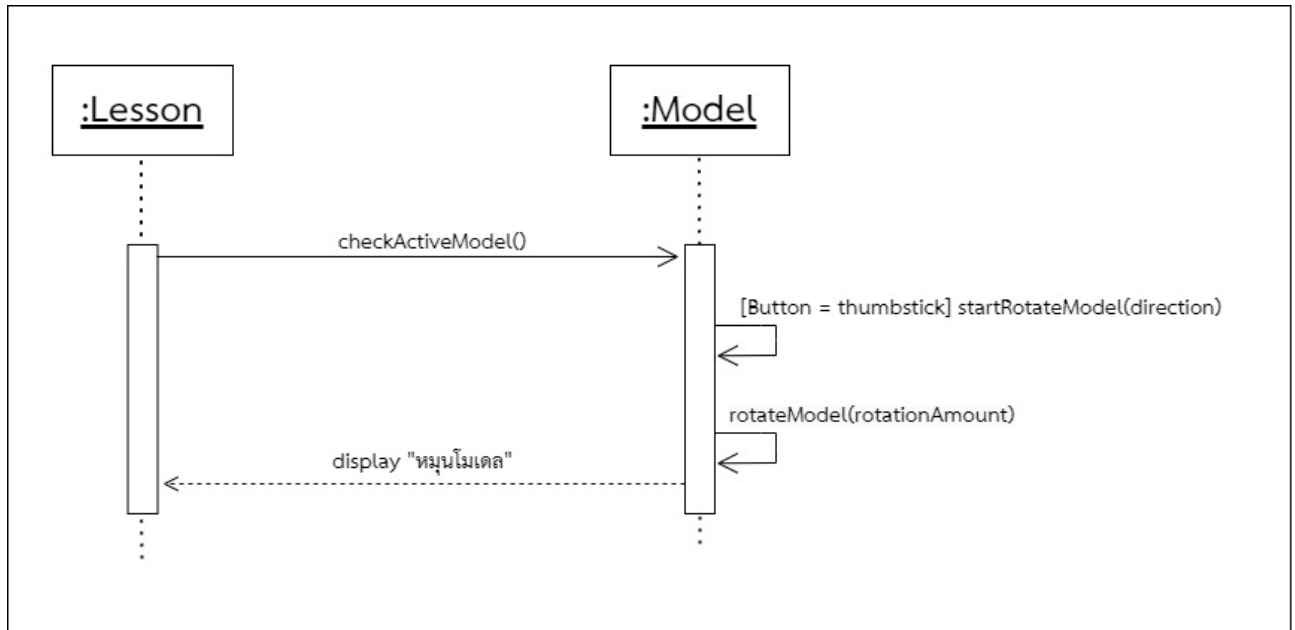 :Lesson
:Model
checkActiveModel()
[Button = thumbstick] startRotateModel(direction)
rotateModel(rotationAmount)
display "หมุนโมเดล"